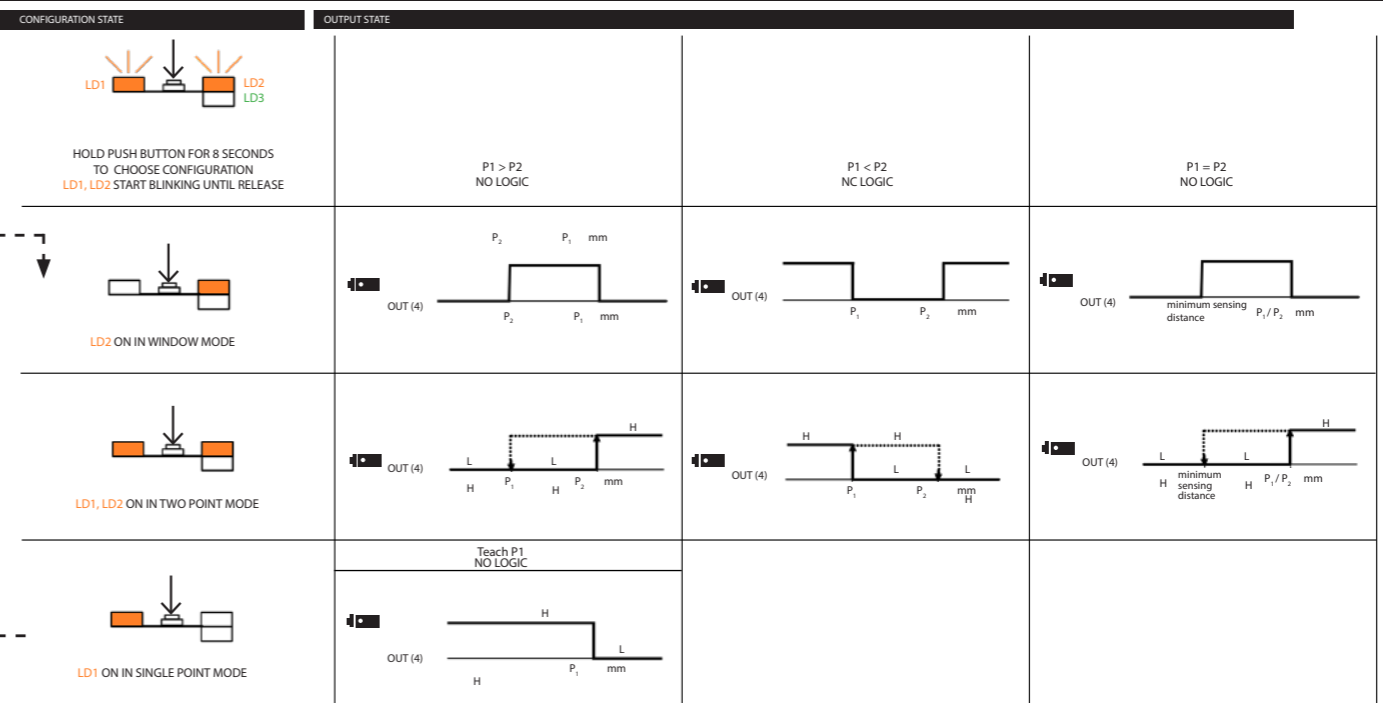 CONFIGURATION STATE
OUTPUT STATE
LD1
LD2
LD3
HOLD PUSH BUTTON FOR 8 SECONDS
TO CHOOSE CONFIGURATION
LD1, LD2 START BLINKING UNTIL RELEASE
P1 > P2
NO LOGIC
P1 < P2
NC LOGIC
P1 = P2
NO LOGIC
LD2 ON IN WINDOW MODE
P₂ P₁ mm
OUT (4)
P₂ P₁ mm
OUT (4)
P₁ P₂ mm
OUT (4)
minimum sensing
distance
P₁/ P₂ mm
LD1, LD2 ON IN TWO POINT MODE
H
L L
OUT (4)
H P₁ H P₂ mm
H H
L L
OUT (4)
P₁ P₂ mm
H
H
L L
OUT (4)
minimum
sensing
distance
H H P₁/ P₂ mm
LD1 ON IN SINGLE POINT MODE
Teach P1
NO LOGIC
H
L
OUT (4)
P₁ mm
H